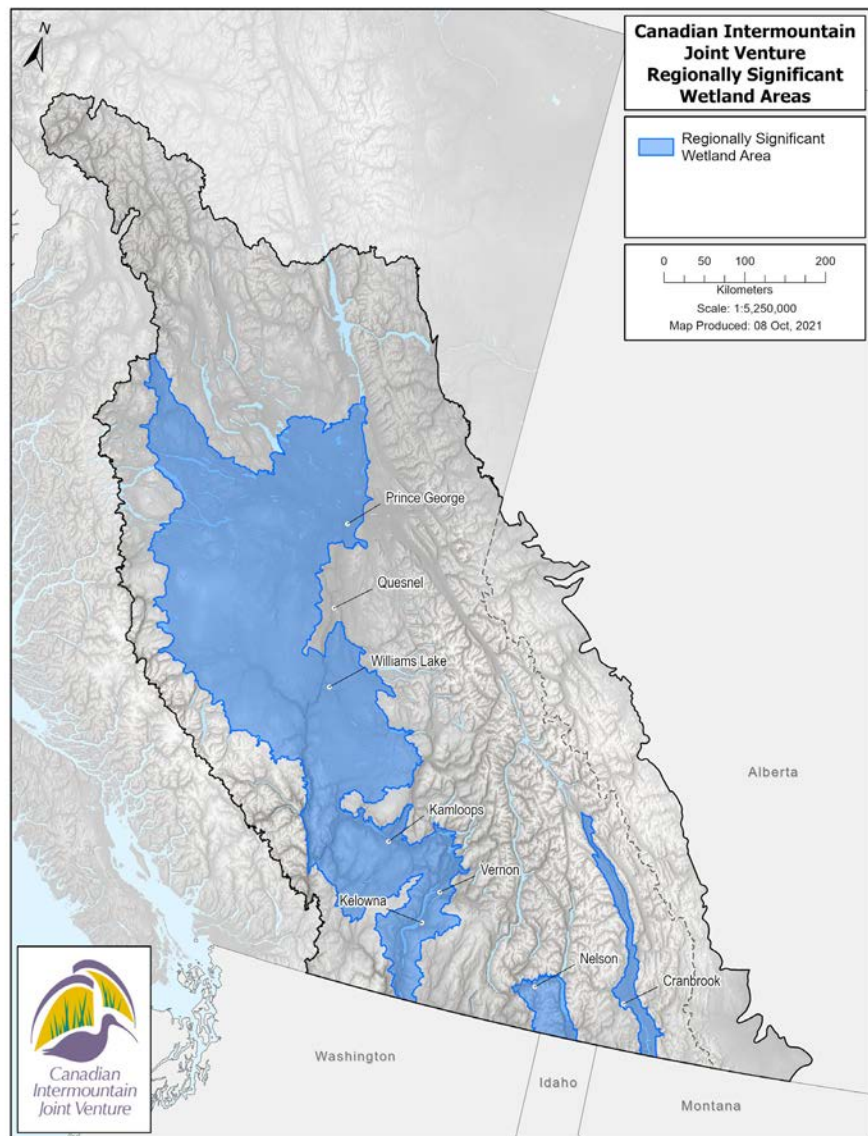 N
Canadian Intermountain
Joint Venture
Regionally Significant
Wetland Areas
Regionally Significant
Wetland Area
0 50 100 200
Kilometers
Scale: 1:5,250,000
Map Produced: 08 Oct, 2021
Prince George
Quesnel
Williams Lake
Alberta
Kamloops
Vernon
Kelowna
Nelson
Cranbrook
Washington
Idaho
Montana
Canadian
Intermountain
Joint Venture